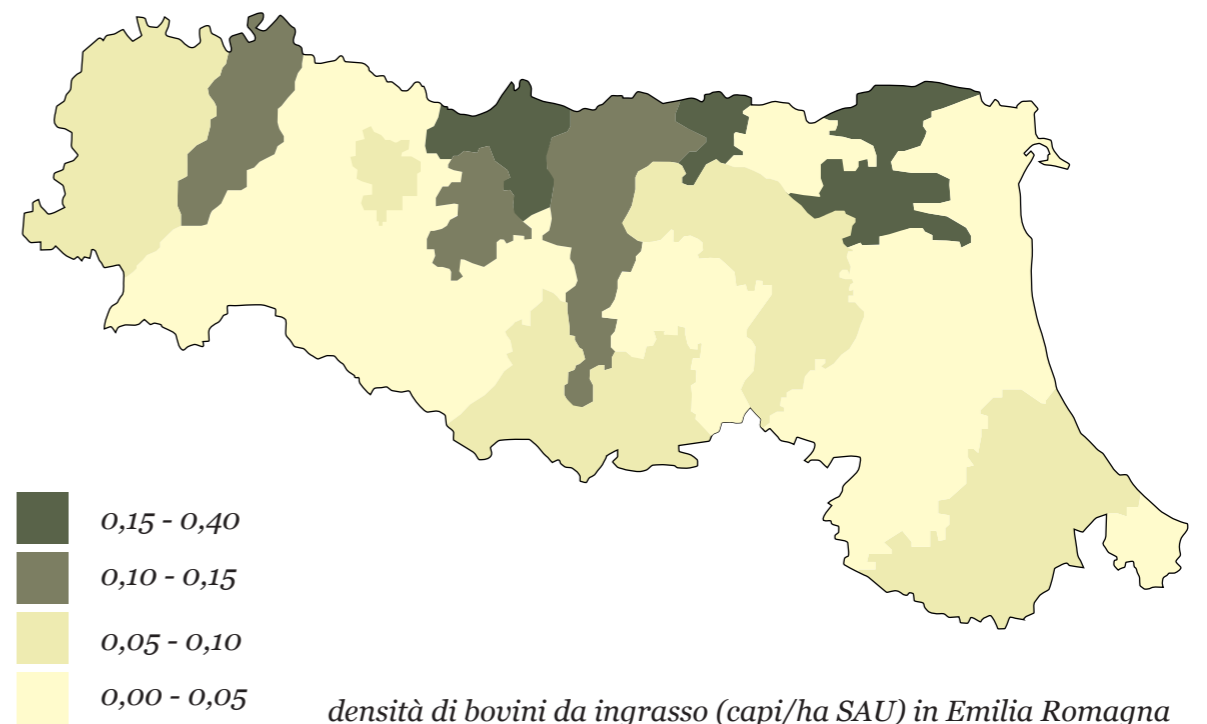 0,15 - 0,40
0,10 - 0,15
0,05 - 0,10
0,00 - 0,05
densità di bovini da ingrasso (capi/ha SAU) in Emilia Romagna